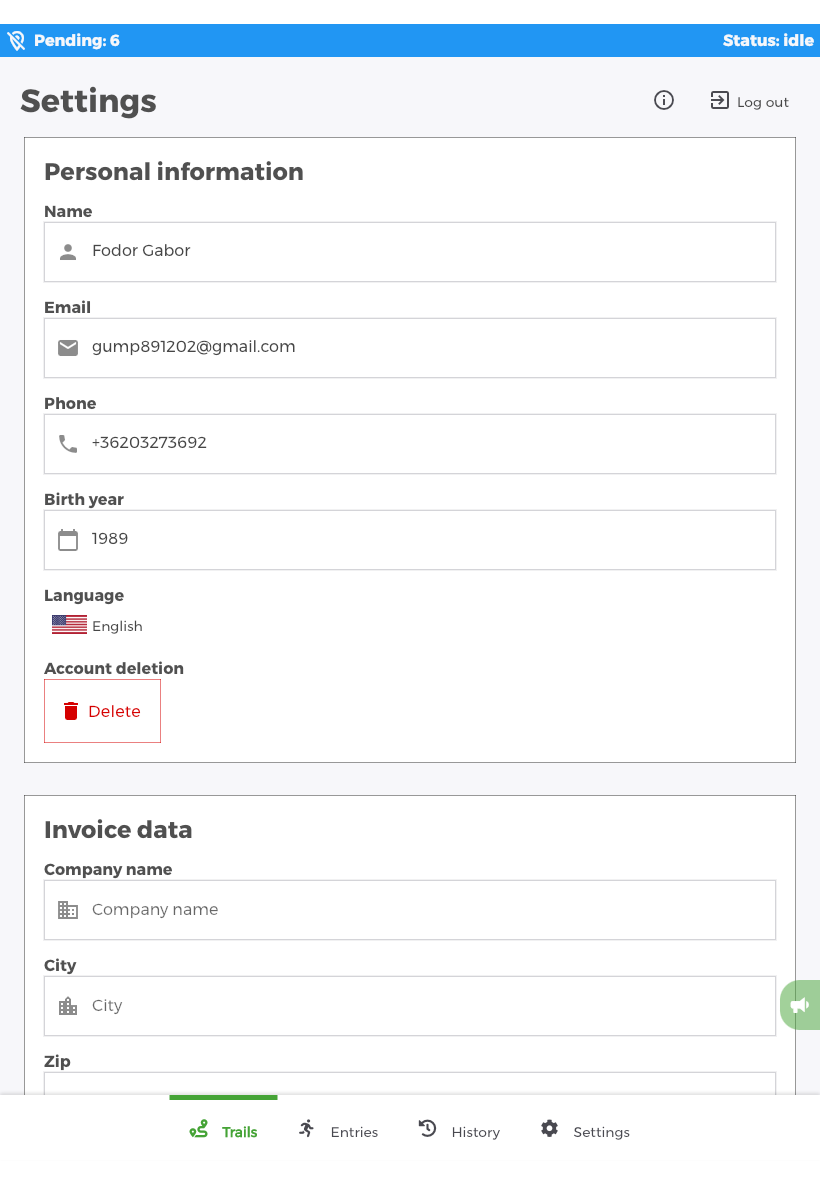 Pending: 6 Status: idle
Settings Log out
Personal information
Name
Fodor Gabor
Email
gump891202@gmail.com
Phone
+36203273692
Birth year
1989
Language
English
Account deletion
Delete
Invoice data
Company name
Company name
City
City
Zip
Trails Entries History Settings